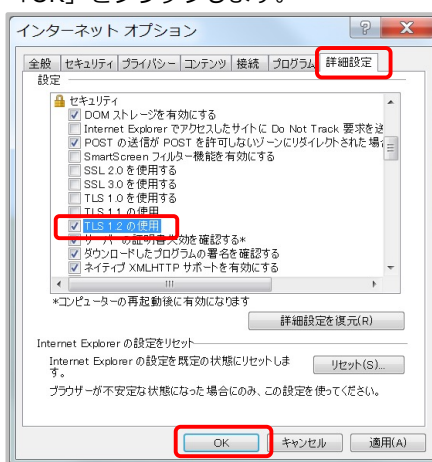 「OK」をクリックします。
インターネット オプション
全般 セキュリティ プライバシー コンテンツ 接続 プログラム 詳細設定
設定
セキュリティ
DOM ストレージを有効にする
Internet Explorer でアクセスしたサイトに Do Not Track 要求を送
POST の送信が POST を許可しないゾーンにリダイレクトされた場
SmartScreen フィルター機能を有効にする
SSL 2.0 を使用する
SSL 3.0 を使用する
TLS 1.0 を使用する
TLS 1.1 の使用
TLS 1.2 の使用
サーバーの証明書失効を確認する*
ダウンロードしたプログラムの署名を確認する
ネイティブ XMLHTTP サポートを有効にする
*コンピューターの再起動後に有効になります
詳細設定を復元(R)
Internet Explorer の設定をリセット
Internet Explorer の設定を既定の状態にリセットしま
す。
リセット(S)...
ブラウザーが不安定な状態になった場合にのみ、この設定を使ってください。
OK キャンセル 適用(A)